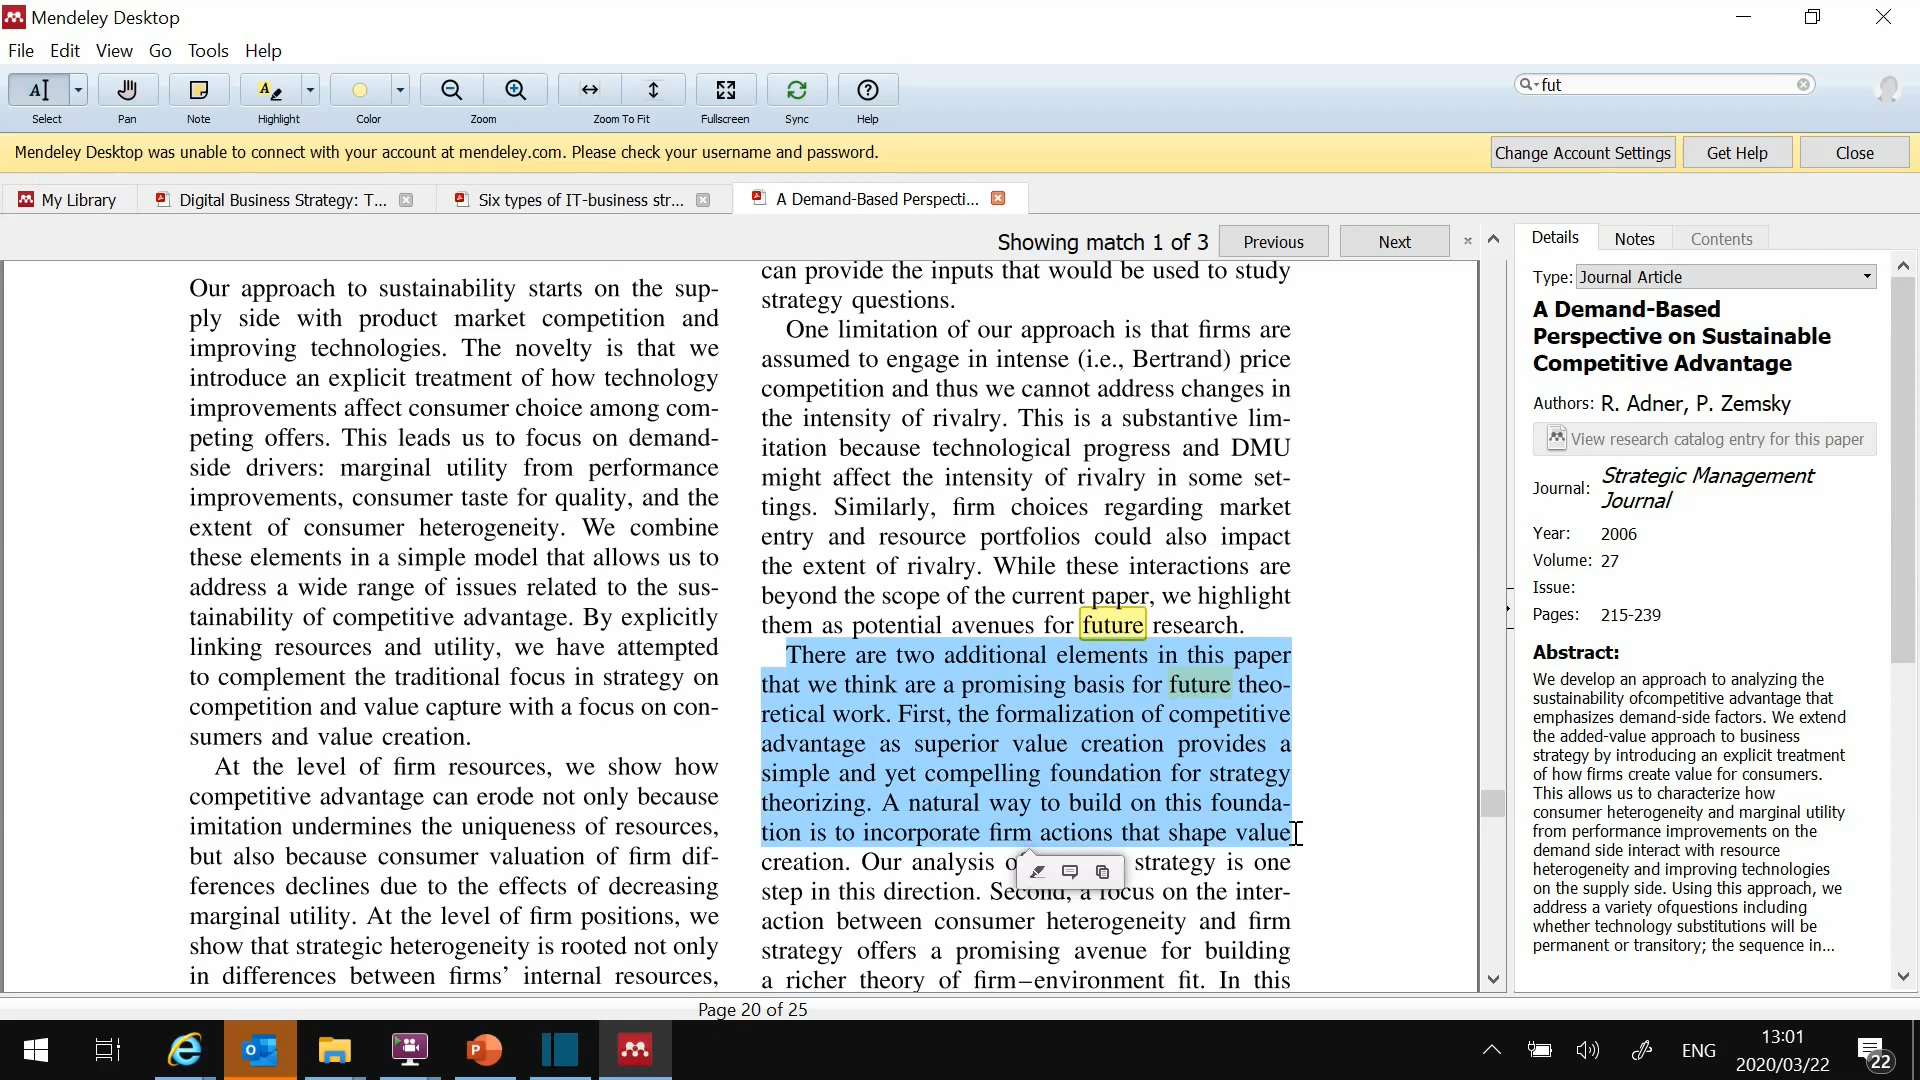 Mendeley Desktop
File Edit View Go Tools Help
Select Pan Note Highlight Color Zoom Zoom To Fit Fullscreen Sync Help
fut
Mendeley Desktop was unable to connect with your account at mendeley.com. Please check your username and password.
Change Account Settings Get Help Close
My Library Digital Business Strategy: T... Six types of IT-business str... A Demand-Based Perspecti...
Showing match 1 of 3 Previous Next
Our approach to sustainability starts on the sup-
ply side with product market competition and
improving technologies. The novelty is that we
introduce an explicit treatment of how technology
improvements affect consumer choice among com-
peting offers. This leads us to focus on demand-
side drivers: marginal utility from performance
improvements, consumer taste for quality, and the
extent of consumer heterogeneity. We combine
these elements in a simple model that allows us to
address a wide range of issues related to the sus-
tainability of competitive advantage. By explicitly
linking resources and utility, we have attempted
to complement the traditional focus in strategy on
competition and value capture with a focus on con-
sumers and value creation.
At the level of firm resources, we show how
competitive advantage can erode not only because
imitation undermines the uniqueness of resources,
but also because consumer valuation of firm dif-
ferences declines due to the effects of decreasing
marginal utility. At the level of firm positions, we
show that strategic heterogeneity is rooted not only
in differences between firms' internal resources,
can provide the inputs that would be used to study
strategy questions.
One limitation of our approach is that firms are
assumed to engage in intense (i.e., Bertrand) price
competition and thus we cannot address changes in
the intensity of rivalry. This is a substantive lim-
itation because technological progress and DMU
might affect the intensity of rivalry in some set-
tings. Similarly, firm choices regarding market
entry and resource portfolios could also impact
the extent of rivalry. While these interactions are
beyond the scope of the current paper, we highlight
them as potential avenues for future research.
There are two additional elements in this paper
that we think are a promising basis for future theo-
retical work. First, the formalization of competitive
advantage as superior value creation provides a
simple and yet compelling foundation for strategy
theorizing. A natural way to build on this founda-
tion is to incorporate firm actions that shape value
creation. Our analysis strategy is one
step in this direction. Second, a focus on the inter-
action between consumer heterogeneity and firm
strategy offers a promising avenue for building
a richer theory of firm–environment fit. In this
Page 20 of 25
Details Notes Contents
Type: Journal Article
A Demand-Based
Perspective on Sustainable
Competitive Advantage
Authors: R. Adner, P. Zemsky
View research catalog entry for this paper
Journal: Strategic Management
Journal
Year: 2006
Volume: 27
Issue:
Pages: 215-239
Abstract:
We develop an approach to analyzing the
sustainability ofcompetitive advantage that
emphasizes demand-side factors. We extend
the added-value approach to business
strategy by introducing an explicit treatment
of how firms create value for consumers.
This allows us to characterize how
consumer heterogeneity and marginal utility
from performance improvements on the
demand side interact with resource
heterogeneity and improving technologies
on the supply side. Using this approach, we
address a variety ofquestions including
whether technology substitutions will be
permanent or transitory; the sequence in...
ENG
13:01
2020/03/22
22